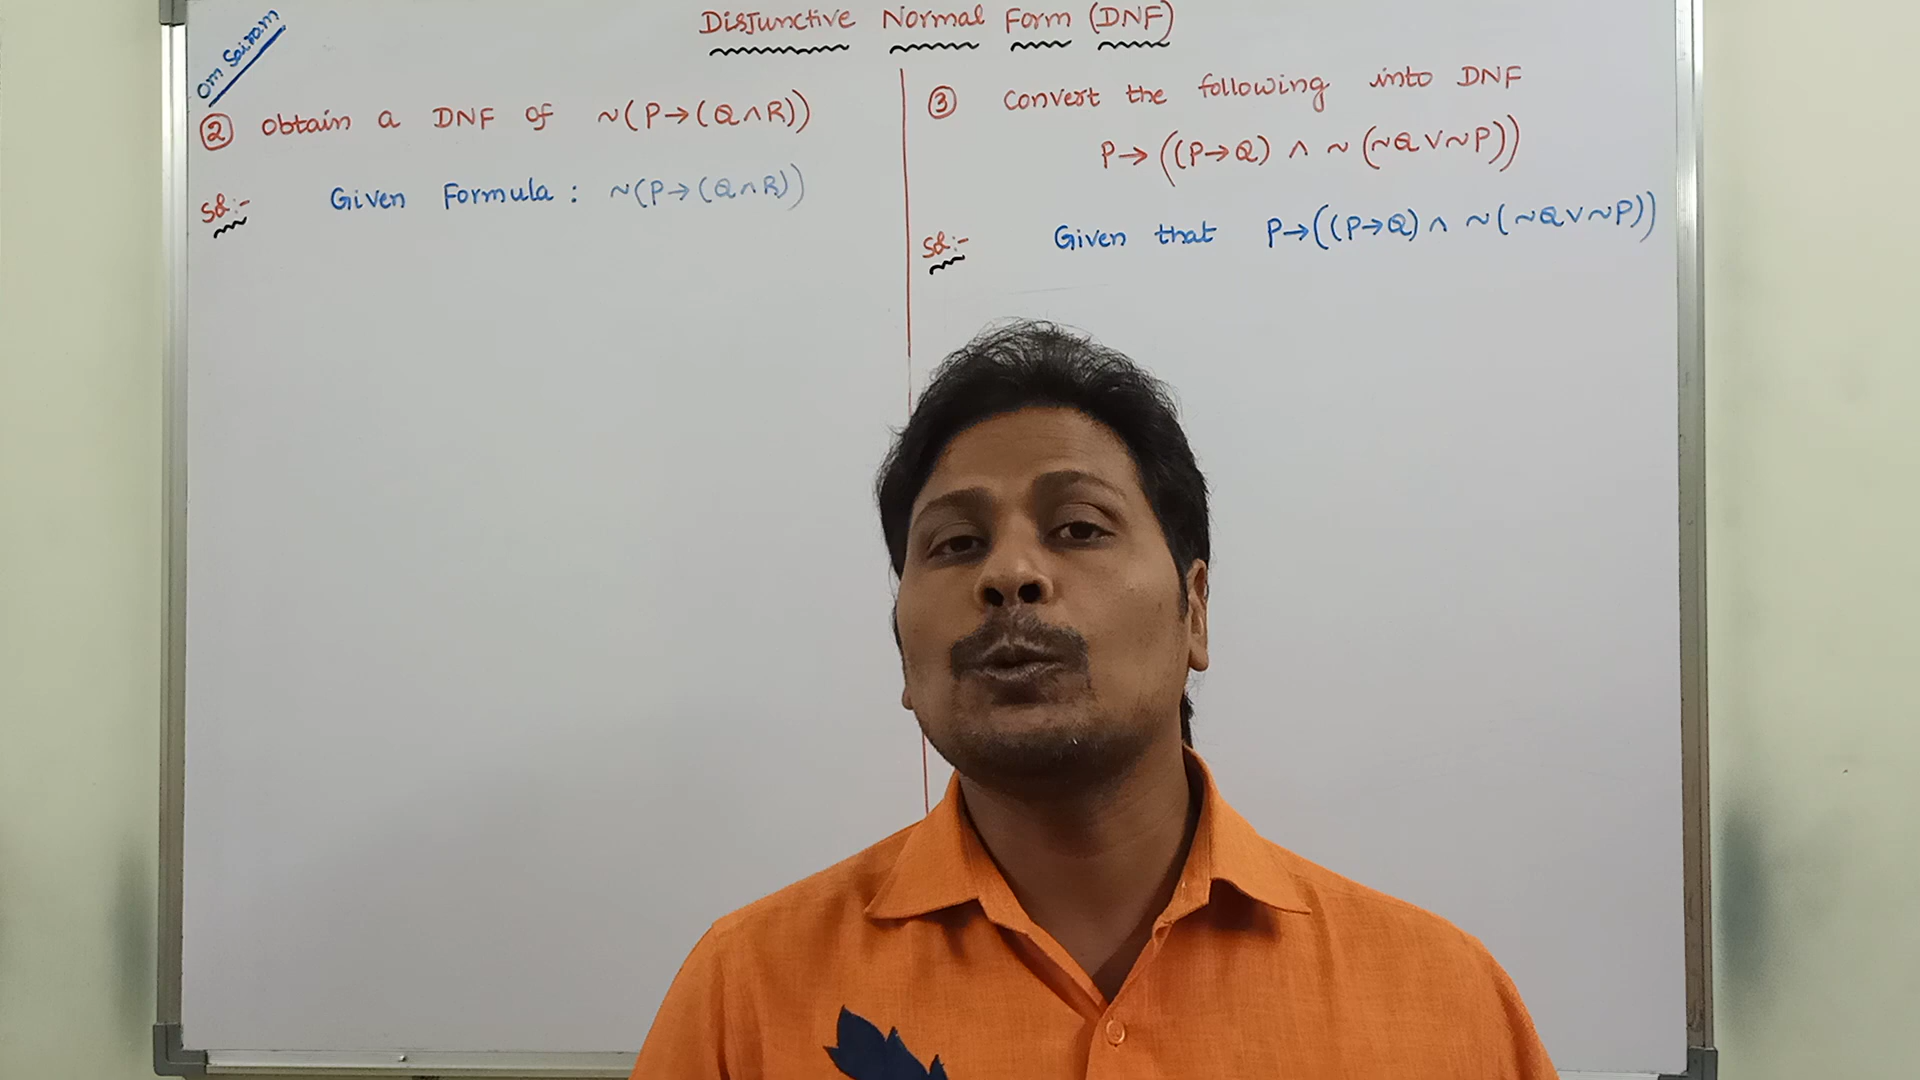 Disjunctive Normal Form (DNF)
Om Sairam
② Obtain a DNF of ~(P→(Q∧R))
Sol:- Given Formula : ~(P→(Q∧R))
③ Convert the following into DNF
P→((P→Q) ∧ ~(~Q∨~P))
Sol:- Given that P→((P→Q) ∧ ~(~Q∨~P))